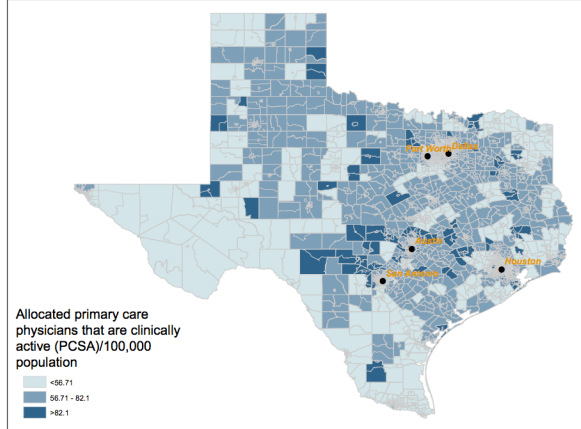 Fort Worth
Dallas
Austin
San Antonio
Houston
Allocated primary care
physicians that are clinically
active (PCSA)/100,000
population
<56.71
56.71 - 82.1
>82.1